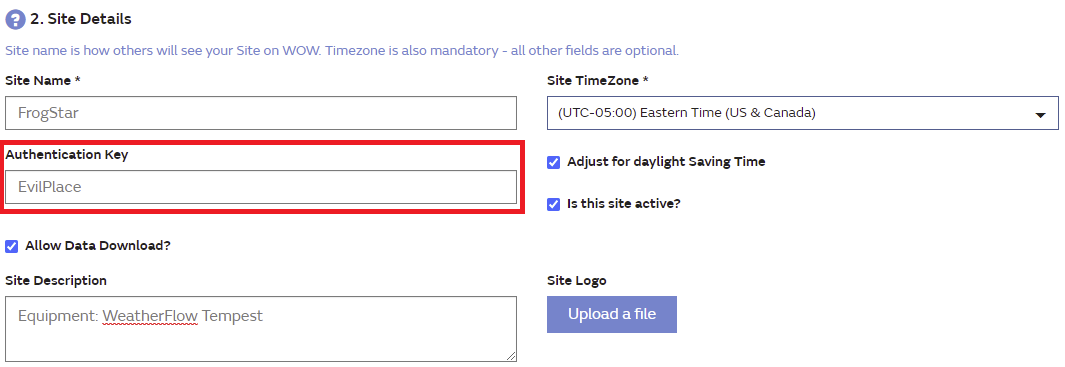 ? 2. Site Details
Site name is how others will see your Site on WOW. Timezone is also mandatory - all other fields are optional.
Site Name *
FrogStar
Site TimeZone *
(UTC-05:00) Eastern Time (US & Canada)
Authentication Key
EvilPlace
Adjust for daylight Saving Time
Is this site active?
Allow Data Download?
Site Description
Equipment: WeatherFlow Tempest
Site Logo
Upload a file